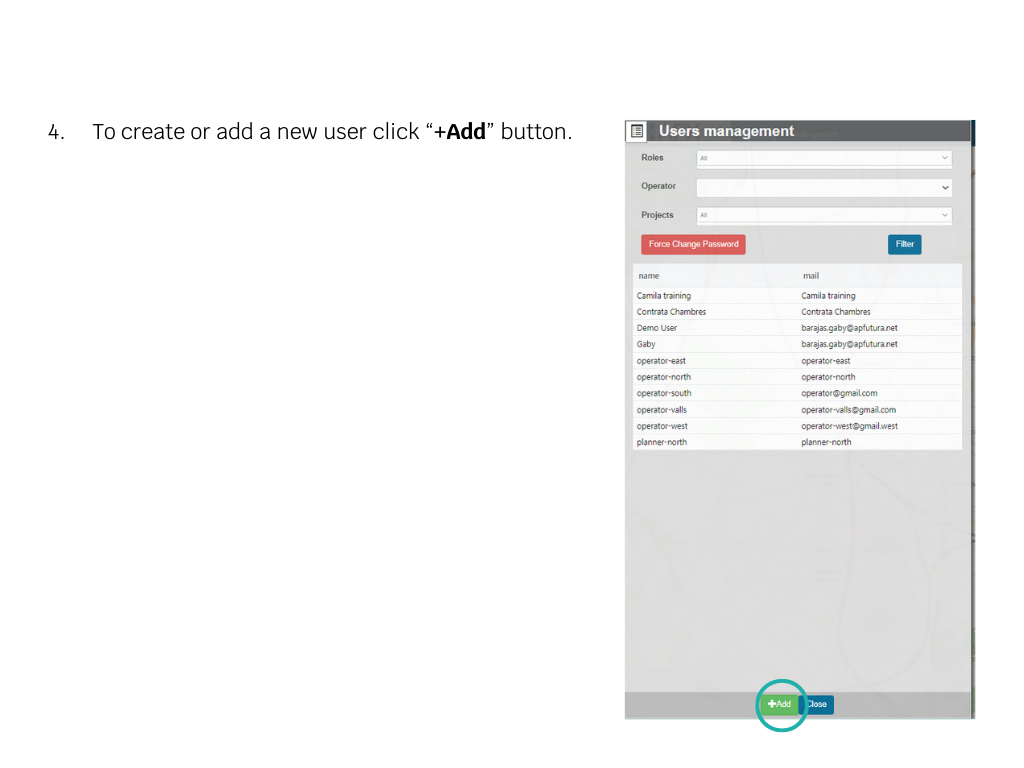 4. To create or add a new user click “+Add” button.
Users management
Roles All
Operator
Projects All
Force Change Password Filter
name mail
Camila training Camila training
Contrata Chambres Contrata Chambres
Demo User barajas.gaby@apfutura.net
Gaby barajas.gaby@apfutura.net
operator-east operator-east
operator-north operator-north
operator-south operator@gmail.com
operator-valls operator-valls@gmail.com
operator-west operator-west@gmail.west
planner-north planner-north
+Add Close